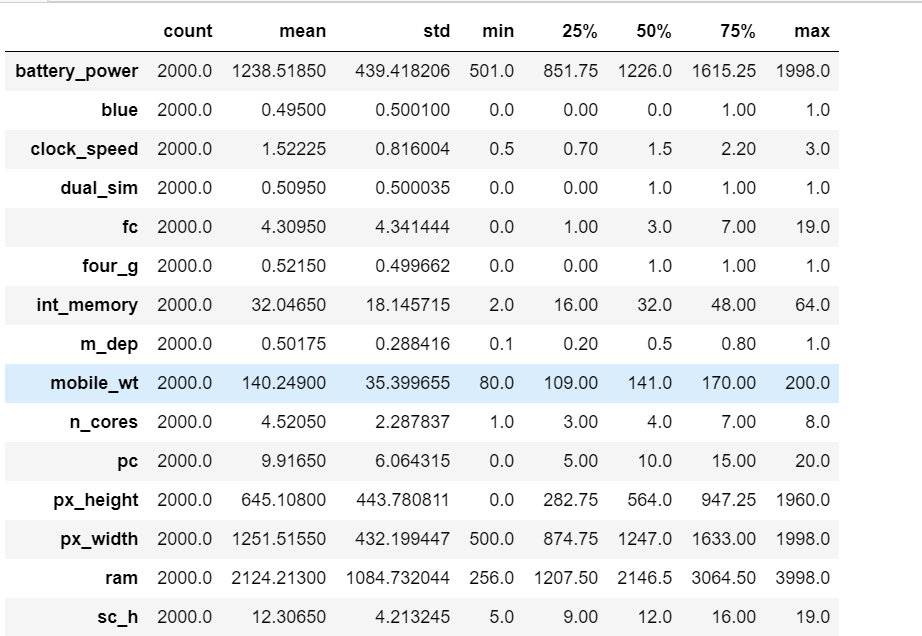 count mean std min 25% 50% 75% max
battery_power 2000.0 1238.51850 439.418206 501.0 851.75 1226.0 1615.25 1998.0
blue 2000.0 0.49500 0.500100 0.0 0.00 0.0 1.00 1.0
clock_speed 2000.0 1.52225 0.816004 0.5 0.70 1.5 2.20 3.0
dual_sim 2000.0 0.50950 0.500035 0.0 0.00 1.0 1.00 1.0
fc 2000.0 4.30950 4.341444 0.0 1.00 3.0 7.00 19.0
four_g 2000.0 0.52150 0.499662 0.0 0.00 1.0 1.00 1.0
int_memory 2000.0 32.04650 18.145715 2.0 16.00 32.0 48.00 64.0
m_dep 2000.0 0.50175 0.288416 0.1 0.20 0.5 0.80 1.0
mobile_wt 2000.0 140.24900 35.399655 80.0 109.00 141.0 170.00 200.0
n_cores 2000.0 4.52050 2.287837 1.0 3.00 4.0 7.00 8.0
pc 2000.0 9.91650 6.064315 0.0 5.00 10.0 15.00 20.0
px_height 2000.0 645.10800 443.780811 0.0 282.75 564.0 947.25 1960.0
px_width 2000.0 1251.51550 432.199447 500.0 874.75 1247.0 1633.00 1998.0
ram 2000.0 2124.21300 1084.732044 256.0 1207.50 2146.5 3064.50 3998.0
sc_h 2000.0 12.30650 4.213245 5.0 9.00 12.0 16.00 19.0